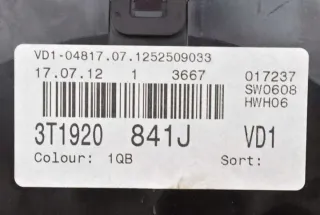 VD1-04817.07.1252509033
17.07.12 1 3667 017237
SW0608
HWH06
3T1920 841J VD1
Colour: 1QB Sort: